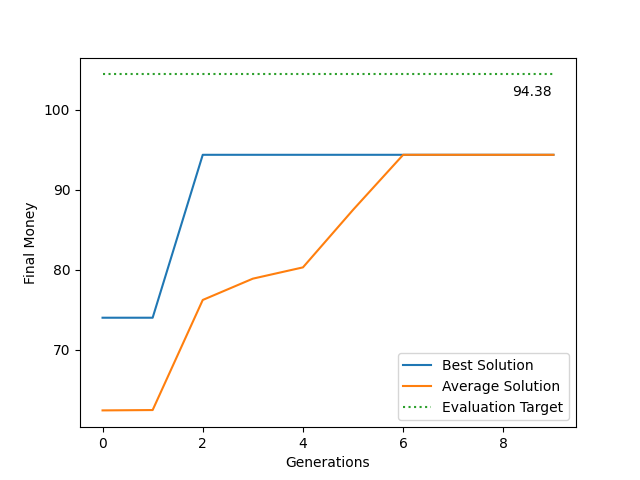 94.38
100
90
80
70
Final Money
0 2 4 6 8
Generations
Best Solution
Average Solution
Evaluation Target